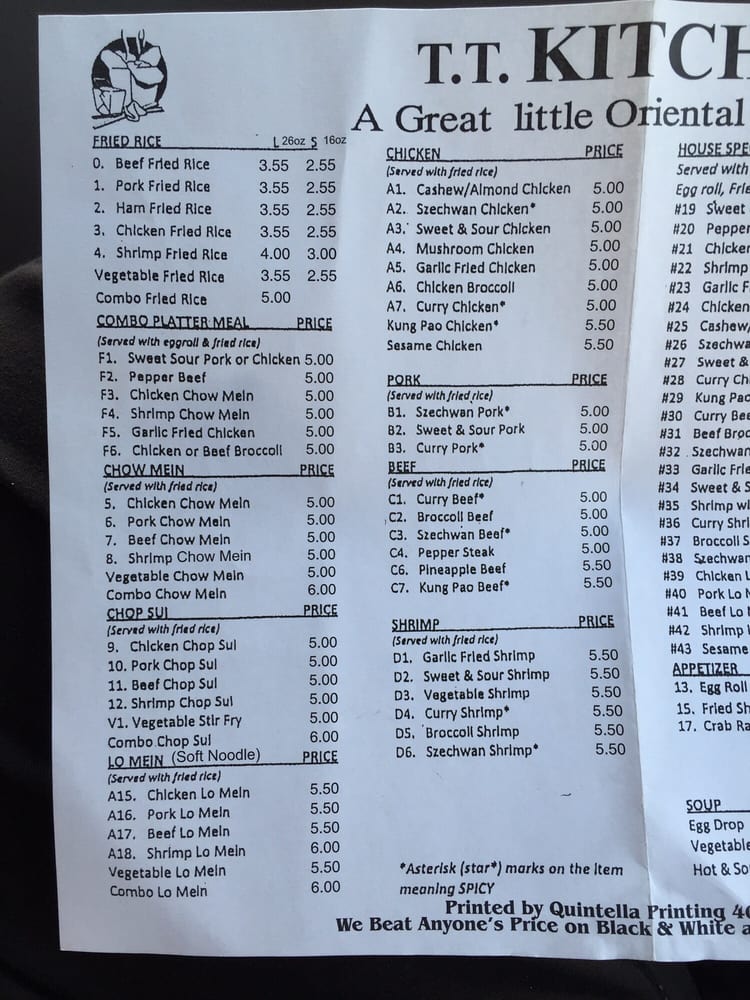 T.T. KITCH
A Great little Oriental
FRIED RICE L 26oz S 16oz
0. Beef Fried Rice 3.55 2.55
1. Pork Fried Rice 3.55 2.55
2. Ham Fried Rice 3.55 2.55
3. Chicken Fried Rice 3.55 2.55
4. Shrimp Fried Rice 4.00 3.00
Vegetable Fried Rice 3.55 2.55
Combo Fried Rice 5.00
COMBO PLATTER MEAL PRICE
(Served with eggroll & fried rice)
F1. Sweet Sour Pork or Chicken 5.00
F2. Pepper Beef 5.00
F3. Chicken Chow Mein 5.00
F4. Shrimp Chow Mein 5.00
F5. Garlic Fried Chicken 5.00
F6. Chicken or Beef Broccoli 5.00
CHOW MEIN PRICE
(Served with fried rice)
5. Chicken Chow Mein 5.00
6. Pork Chow Mein 5.00
7. Beef Chow Mein 5.00
8. Shrimp Chow Mein 5.00
Vegetable Chow Mein 5.00
Combo Chow Mein 6.00
CHOP SUI PRICE
(Served with fried rice)
9. Chicken Chop Sui 5.00
10. Pork Chop Sui 5.00
11. Beef Chop Sui 5.00
12. Shrimp Chop Sui 5.00
V1. Vegetable Stir Fry 5.00
Combo Chop Sui 6.00
LO MEIN (Soft Noodle) PRICE
(Served with fried rice)
A15. Chicken Lo Mein 5.50
A16. Pork Lo Mein 5.50
A17. Beef Lo Mein 5.50
A18. Shrimp Lo Mein 6.00
Vegetable Lo Mein 5.50
Combo Lo Mein 6.00
CHICKEN PRICE
(Served with fried rice)
A1. Cashew/Almond Chicken 5.00
A2. Szechwan Chicken* 5.00
A3. Sweet & Sour Chicken 5.00
A4. Mushroom Chicken 5.00
A5. Garlic Fried Chicken 5.00
A6. Chicken Broccoli 5.00
A7. Curry Chicken* 5.00
Kung Pao Chicken* 5.50
Sesame Chicken 5.50
PORK PRICE
(Served with fried rice)
B1. Szechwan Pork* 5.00
B2. Sweet & Sour Pork 5.00
B3. Curry Pork* 5.00
BEEF PRICE
(Served with fried rice)
C1. Curry Beef* 5.00
C2. Broccoli Beef 5.00
C3. Szechwan Beef* 5.00
C4. Pepper Steak 5.00
C6. Pineapple Beef 5.50
C7. Kung Pao Beef* 5.50
SHRIMP PRICE
(Served with fried rice)
D1. Garlic Fried Shrimp 5.50
D2. Sweet & Sour Shrimp 5.50
D3. Vegetable Shrimp 5.50
D4. Curry Shrimp* 5.50
D5. Broccoli Shrimp 5.50
D6. Szechwan Shrimp* 5.50
*Asterisk (star*) marks on the item
meaning SPICY
HOUSE SPE
Served with
Egg roll, Frie
#19 Sweet
#20 Pepper
#21 Chicken
#22 Shrimp
#23 Garlic F
#24 Chicken
#25 Cashew/
#26 Szechwa
#27 Sweet &
#28 Curry Ch
#29 Kung Pao
#30 Curry Bee
#31 Beef Broc
#32 Szechwan
#33 Garlic Frie
#34 Sweet & S
#35 Shrimp wi
#36 Curry Shri
#37 Broccoli S
#38 Szechwan
#39 Chicken L
#40 Pork Lo M
#41 Beef Lo
#42 Shrimp
#43 Sesame
APPETIZER
13. Egg Roll
15. Fried Sh
17. Crab Ra
SOUP
Egg Drop
Vegetable
Hot & So
Printed by Quintella Printing 40
We Beat Anyone's Price on Black & White a